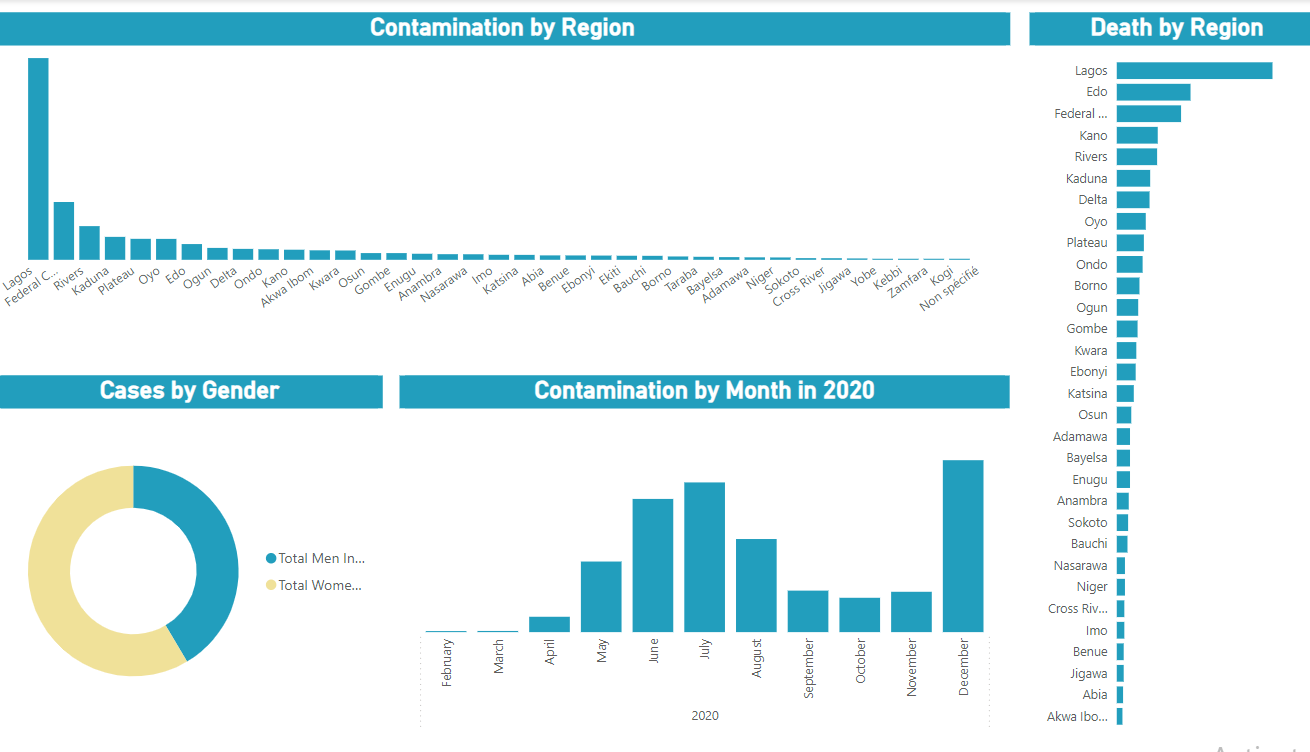 Contamination by Region
Lagos
Federal C...
Rivers
Kaduna
Plateau
Oyo
Edo
Ogun
Delta
Ondo
Kano
Akwa Ibom
Kwara
Osun
Gombe
Enugu
Anambra
Nasarawa
Imo
Katsina
Abia
Benue
Ebonyi
Ekiti
Bauchi
Borno
Taraba
Bayelsa
Adamawa
Niger
Sokoto
Cross River
Jigawa
Yobe
Kebbi
Zamfara
Kogi
Non spécifié
Death by Region
Lagos
Edo
Federal ...
Kano
Rivers
Kaduna
Delta
Oyo
Plateau
Ondo
Borno
Ogun
Gombe
Kwara
Ebonyi
Katsina
Osun
Adamawa
Bayelsa
Enugu
Anambra
Sokoto
Bauchi
Nasarawa
Niger
Cross Riv...
Imo
Benue
Jigawa
Abia
Akwa Ibo...
Cases by Gender
Total Men In...
Total Wome...
Contamination by Month in 2020
February
March
April
May
June
July
August
September
October
November
December
2020